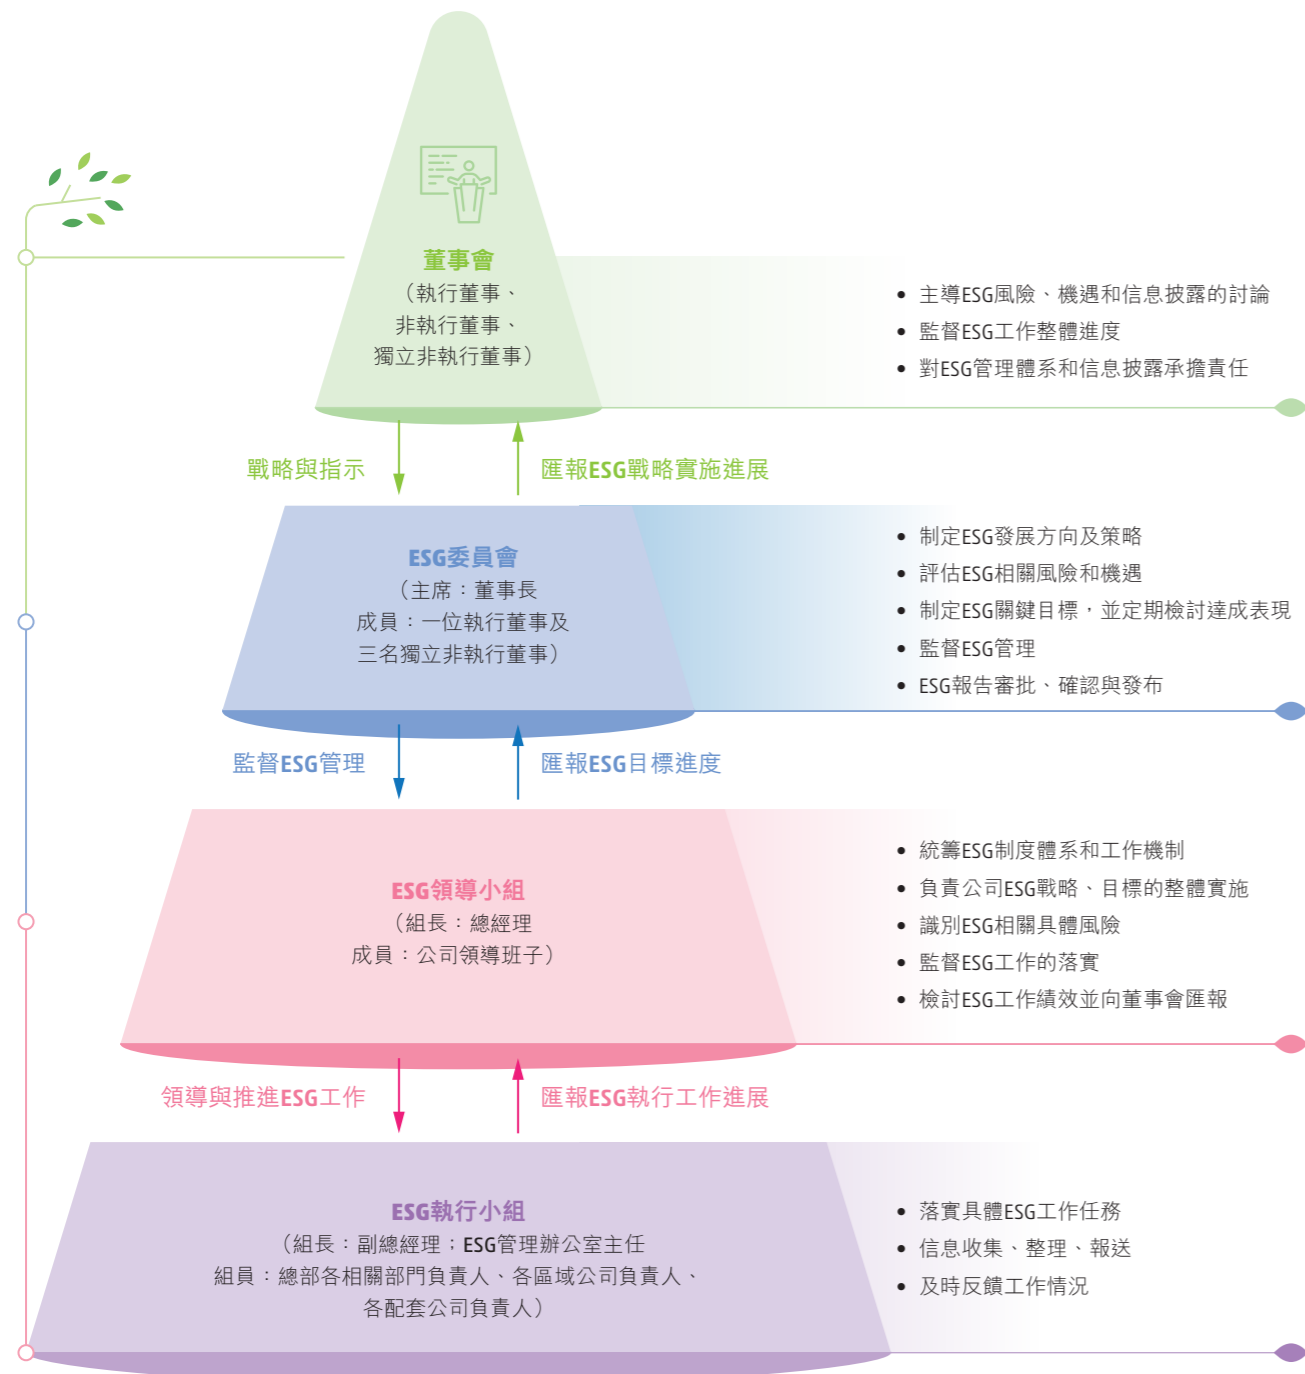 董事會
（執行董事、
非執行董事、
獨立非執行董事）
• 主導ESG風險、機遇和信息披露的討論
• 監督ESG工作整體進度
• 對ESG管理體系和信息披露承擔責任
戰略與指示
匯報ESG戰略實施進展
ESG委員會
（主席：董事長
成員：一位執行董事及
三名獨立非執行董事）
• 制定ESG發展方向及策略
• 評估ESG相關風險和機遇
• 制定ESG關鍵目標，並定期檢討達成表現
• 監督ESG管理
• ESG報告審批、確認與發布
監督ESG管理
匯報ESG目標進度
ESG領導小組
（組長：總經理
成員：公司領導班子）
• 統籌ESG制度體系和工作機制
• 負責公司ESG戰略、目標的整體實施
• 識別ESG相關具體風險
• 監督ESG工作的落實
• 檢討ESG工作績效並向董事會匯報
領導與推進ESG工作
匯報ESG執行工作進展
ESG執行小組
（組長：副總經理；ESG管理辦公室主任
組員：總部各相關部門負責人、各區域公司負責人、
各配套公司負責人）
• 落實具體ESG工作任務
• 信息收集、整理、報送
• 及時反饋工作情況